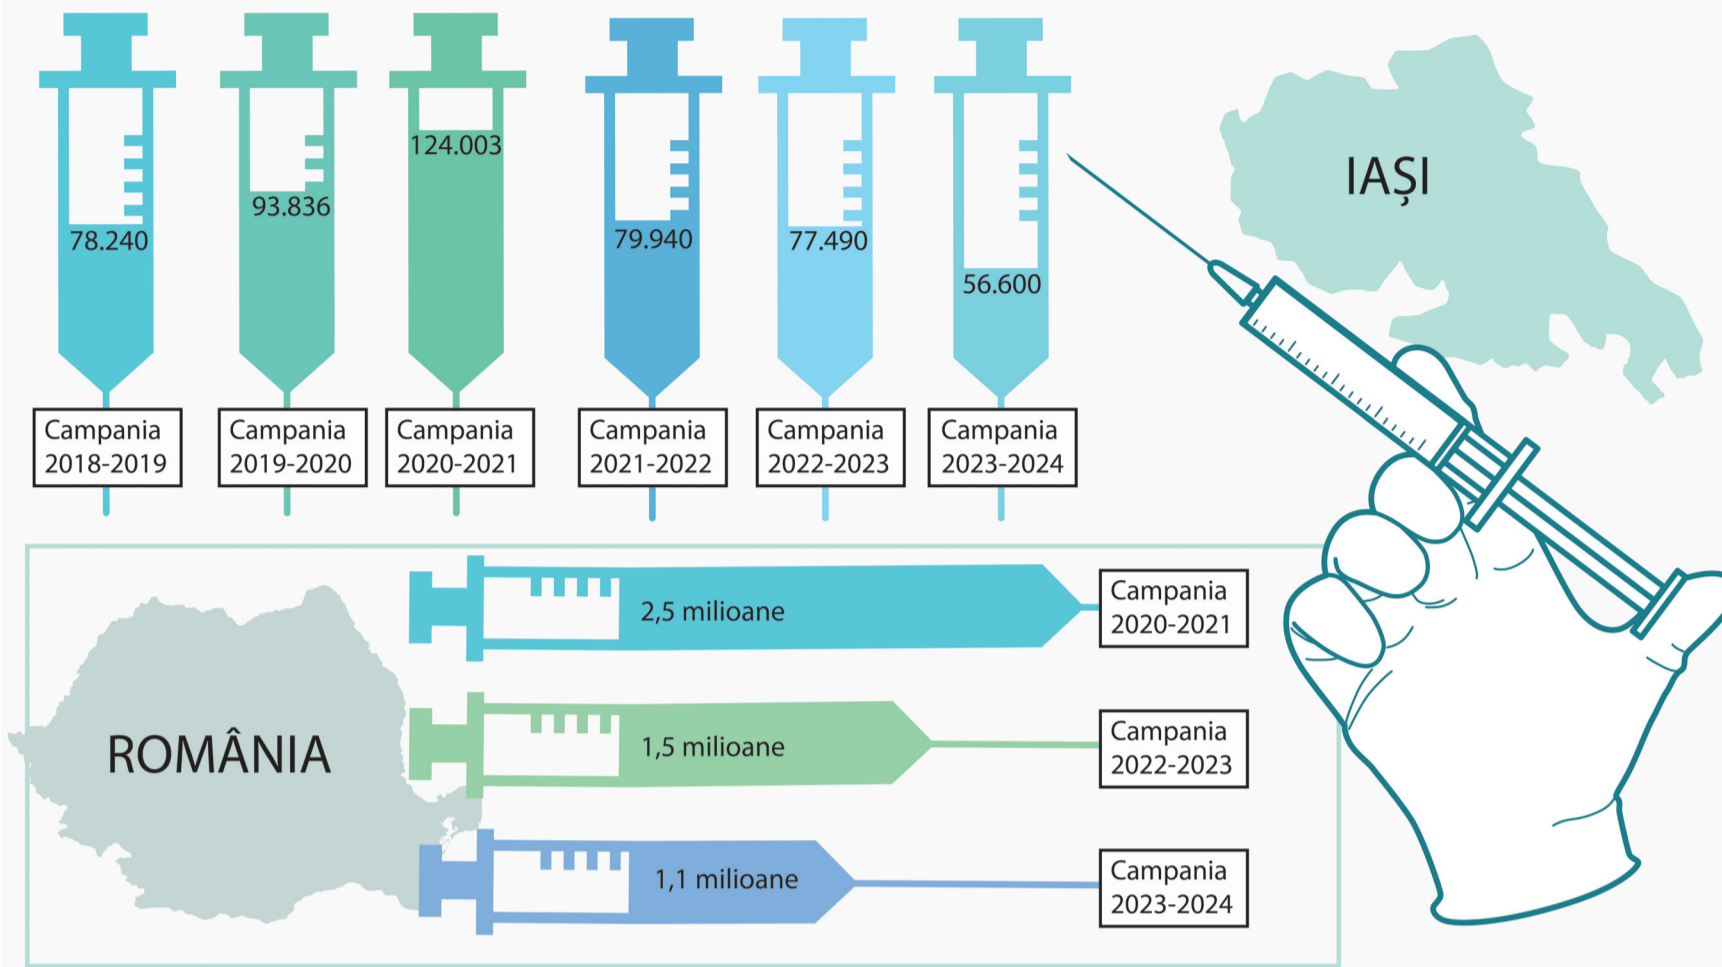 78.240
93.836
124.003
79.940
77.490
56.600
IAȘI
Campania
2018-2019
Campania
2019-2020
Campania
2020-2021
Campania
2021-2022
Campania
2022-2023
Campania
2023-2024
ROMÂNIA
2,5 milioane
Campania
2020-2021
1,5 milioane
Campania
2022-2023
1,1 milioane
Campania
2023-2024